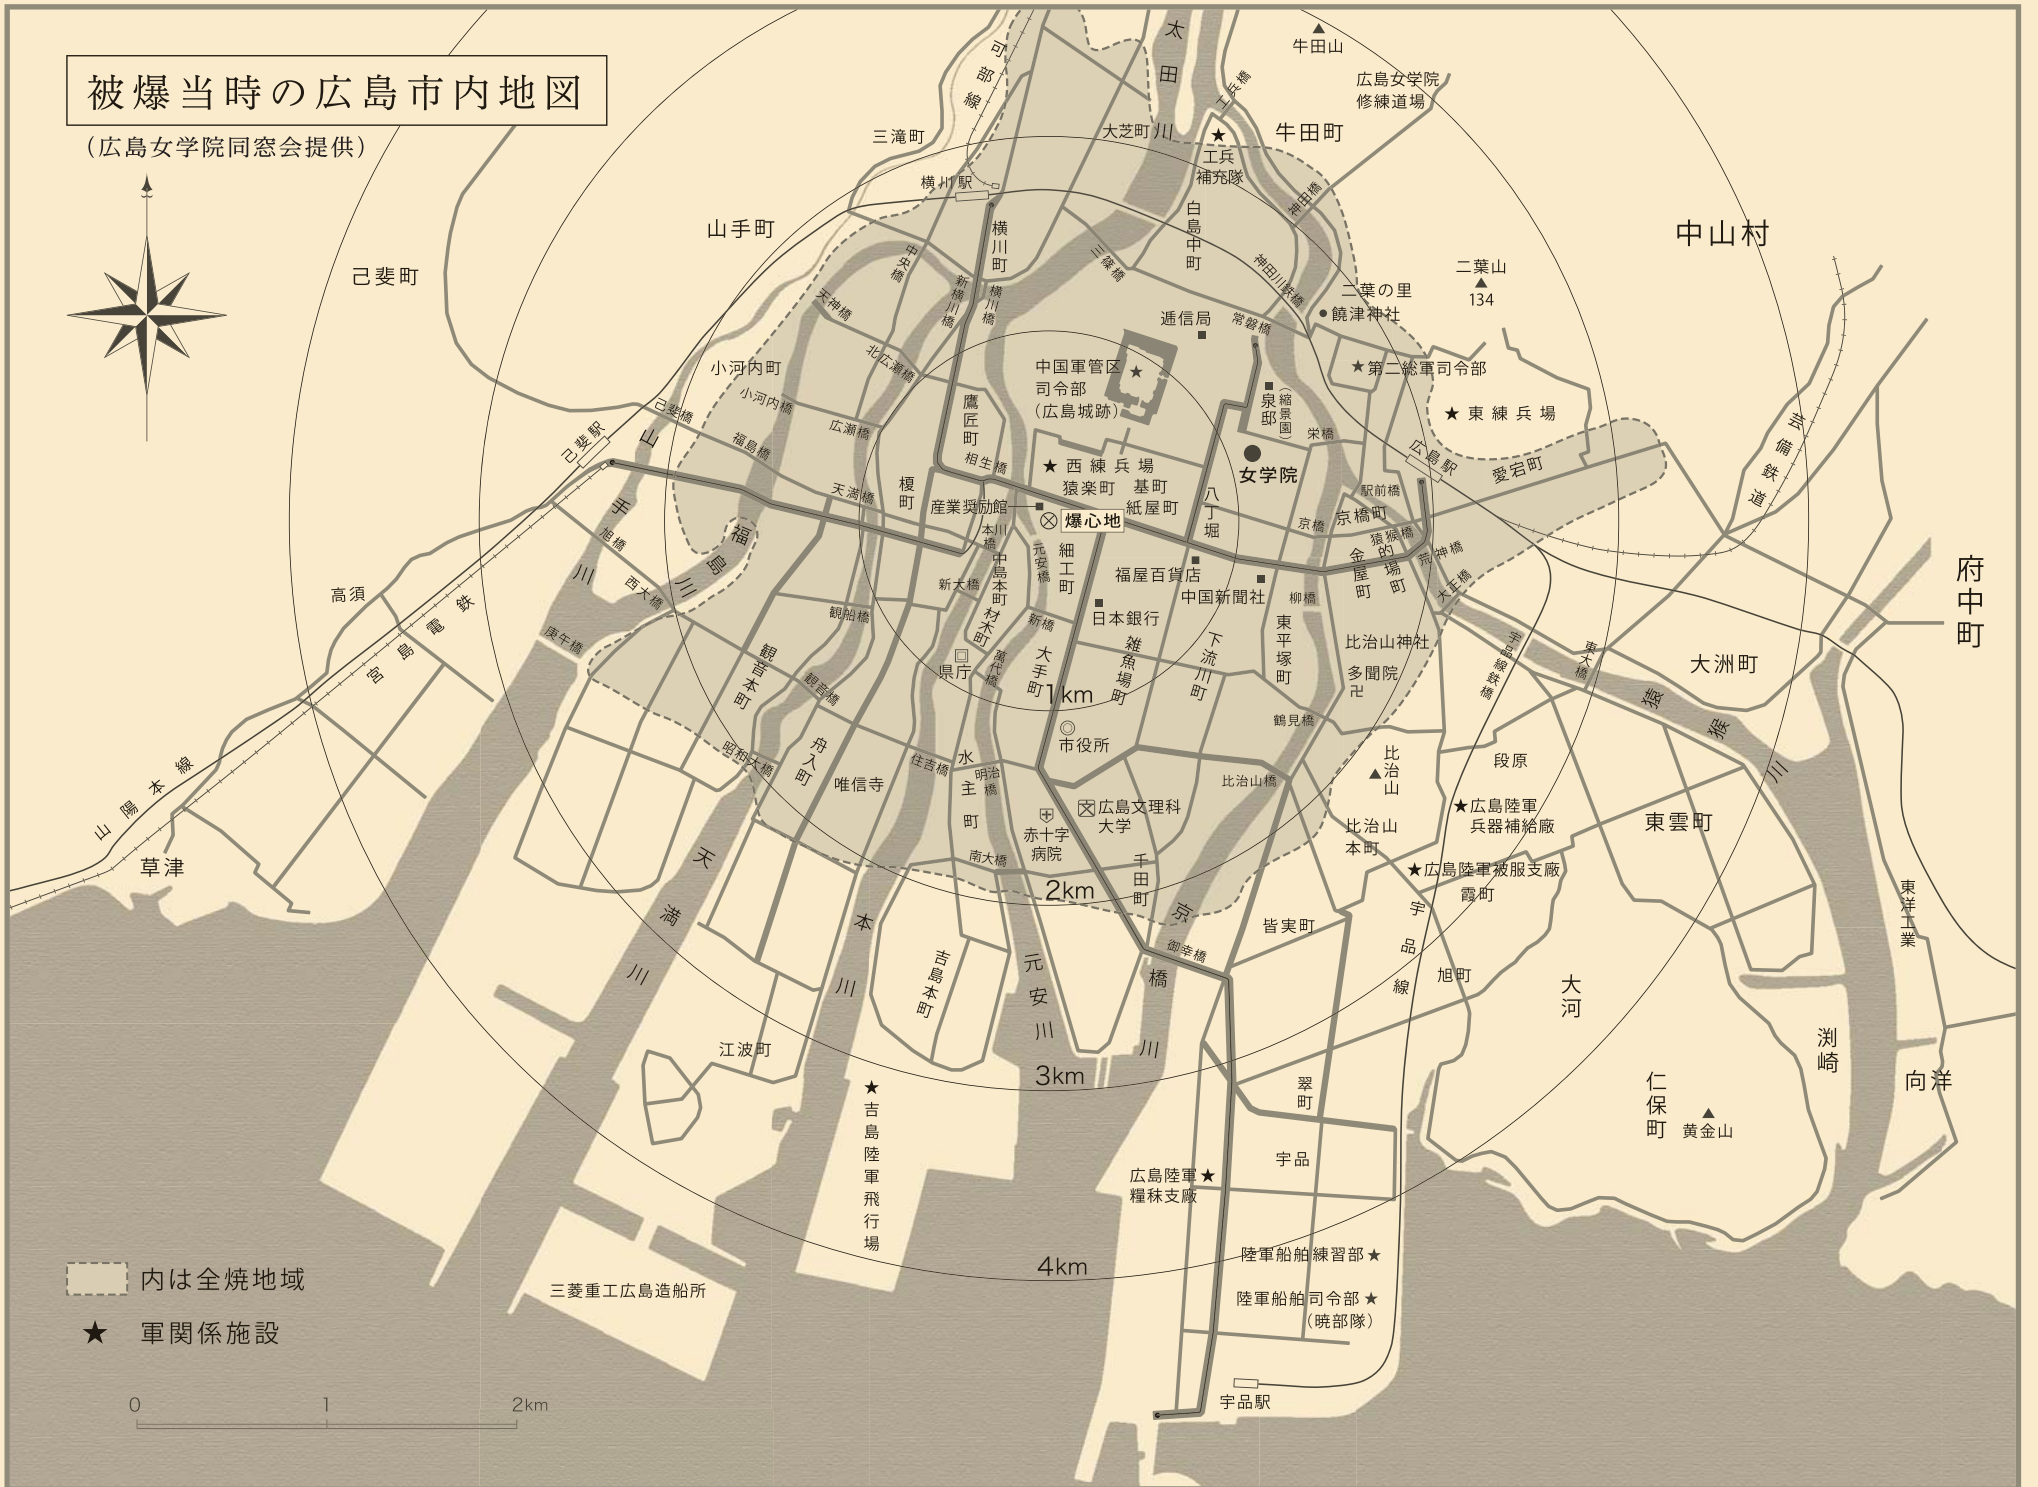 被爆当時の広島市内地図
（広島女学院同窓会提供）
可部線
太田川
牛田山
広島女学院
修練道場
工兵橋
三滝町
大芝町
牛田町
工兵
補充隊
横川駅
神田橋
山手町
己斐町
横川町
白島中町
中山村
中央橋
三篠橋
神田川鉄橋
二葉山
134
新横川橋
横川橋
二葉の里
饒津神社
天神橋
逓信局
常磐橋
北広瀬橋
小河内町
中国軍管区
司令部
（広島城跡）
第二総軍司令部
小河内橋
鷹匠町
泉邸
（縮景園）
東練兵場
己斐橋
広瀬橋
栄橋
芸備鉄道
己斐駅
山手川
福島橋
相生橋
西練兵場
女学院
広島駅
愛宕町
天満橋
榎町
猿楽町
基町
紙屋町
八丁堀
駅前橋
産業奨励館
爆心地
京橋
京橋町
猿猴橋
福島川
旭橋
本川橋
元安橋
細工町
金屋町
的場町
荒神橋
府中町
西大橋
新大橋
中島本町
福屋百貨店
中国新聞社
柳橋
大正橋
高須
宮島電鉄
観船橋
材木町
新橋
日本銀行
東平塚町
庚午橋
雑魚場町
下流川町
比治山神社
宇品線鉄橋
東大橋
大洲町
観音本町
県庁
萬代橋
大手町
多聞院
卍
観音橋
1km
猿猴川
鶴見橋
市役所
昭和大橋
舟入町
住吉橋
水主町
明治橋
比治山
段原
山陽本線
唯信寺
比治山橋
広島文理科
大学
広島陸軍
兵器補給廠
赤十字
病院
比治山
本町
東雲町
草津
天満川
南大橋
千田町
広島陸軍被服支廠
霞町
2km
東洋工業
本川
京橋川
皆実町
宇品線
御幸橋
吉島本町
元安川
旭町
大河
江波町
渕崎
3km
吉島陸軍飛行場
翠町
仁保町
向洋
黄金山
宇品
広島陸軍
糧秣支廠
陸軍船舶練習部
4km
内は全焼地域
三菱重工広島造船所
陸軍船舶司令部
（暁部隊）
軍関係施設
宇品駅
0 1 2km